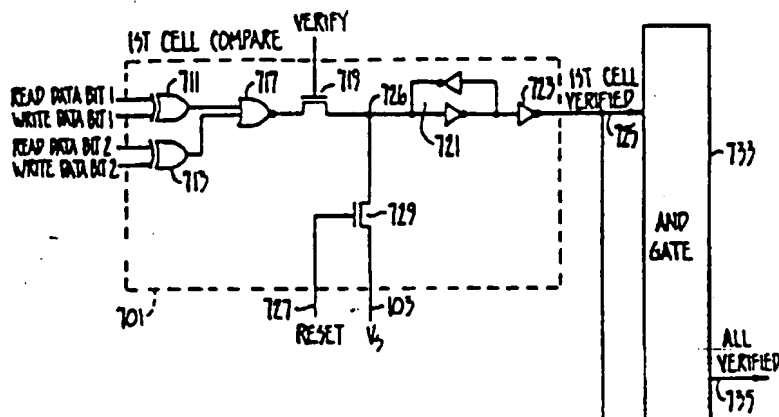 VERIFY
1ST CELL COMPARE
711
717
719
726
723
1ST CELL
VERIFIED
READ DATA BIT 1
WRITE DATA BIT 1
READ DATA BIT 2
WRITE DATA BIT 2
713
721
725
733
729
AND
GATE
701
727
103
RESET
VS
ALL
VERIFIED
735